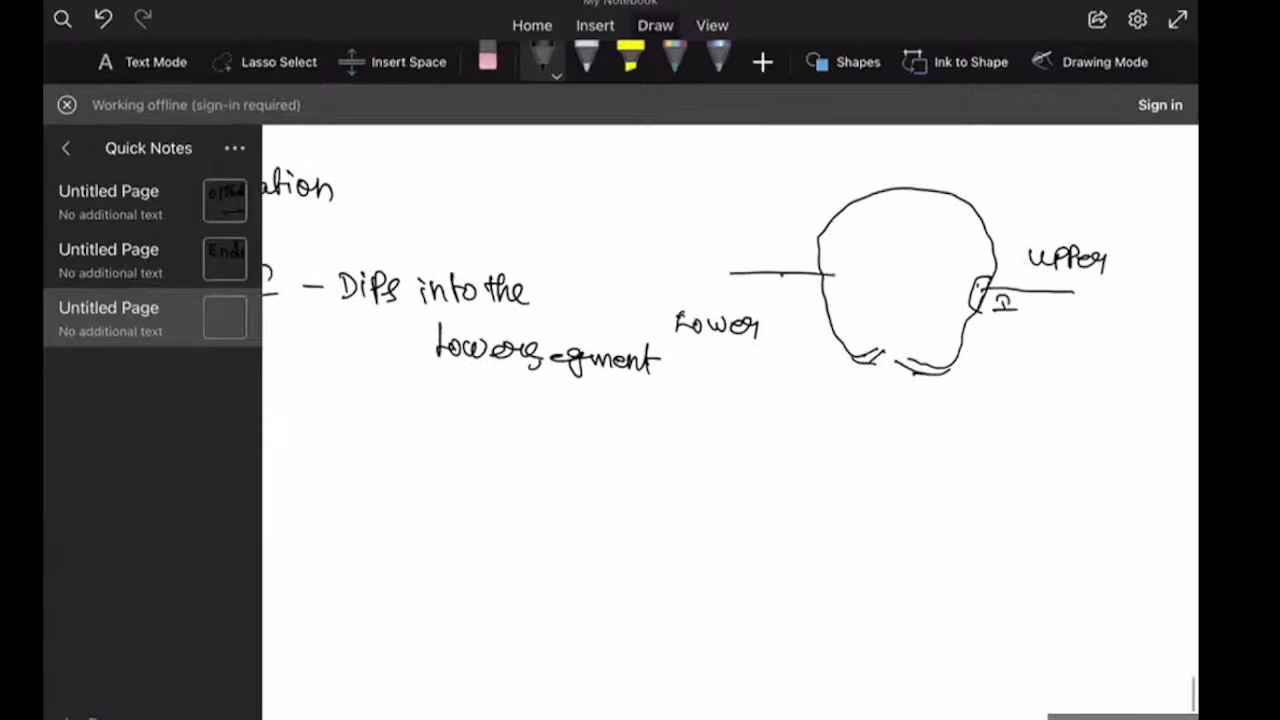 My Notebook
Home Insert Draw View
Text Mode Lasso Select Insert Space Shapes Ink to Shape Drawing Mode
Working offline (sign-in required) Sign in
Quick Notes
Untitled Page
No additional text
Untitled Page
No additional text
Untitled Page
No additional text
ation
- Dips into the
Lower segment
Upper
I
Lower